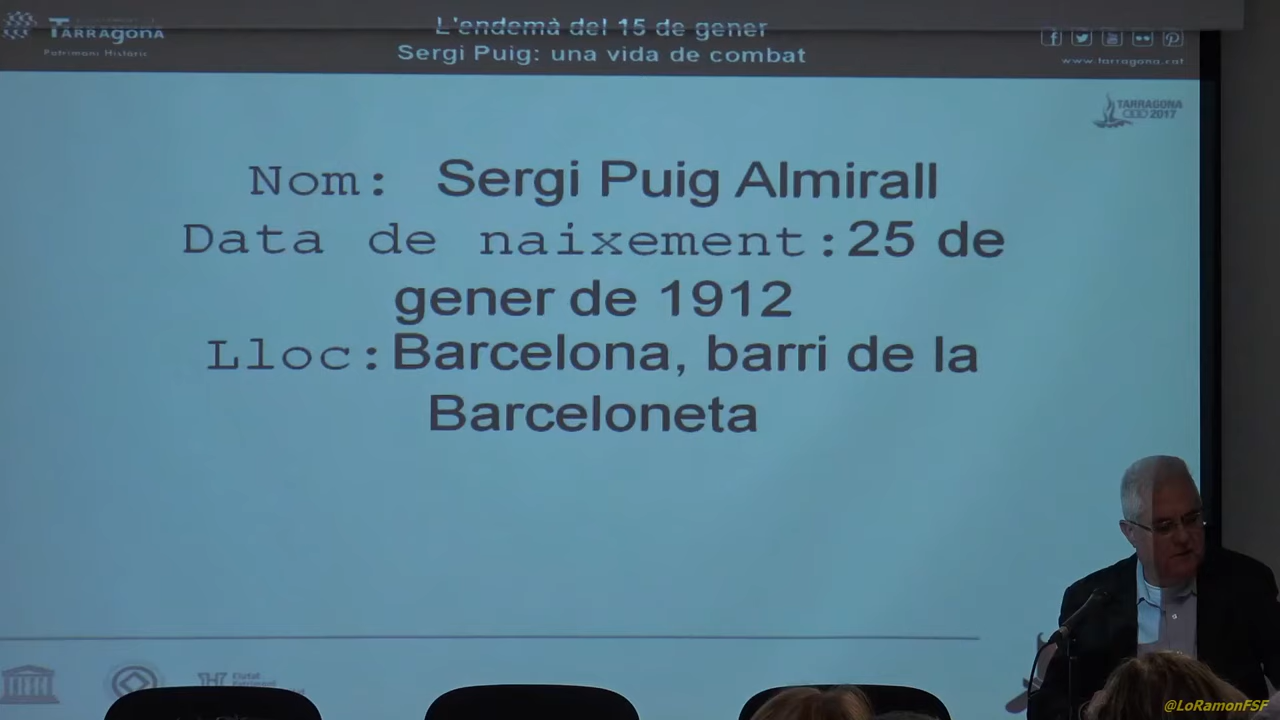 TARRAGONA
Patrimoni Històric
L'endemà del 15 de gener
Sergi Puig: una vida de combat
www.tarragona.cat
TARRAGONA
2017
Nom: Sergi Puig Almirall
Data de naixement:25 de
gener de 1912
Lloc:Barcelona, barri de la
Barceloneta
Ciutat
Patrimoni
@LoRamonFSF